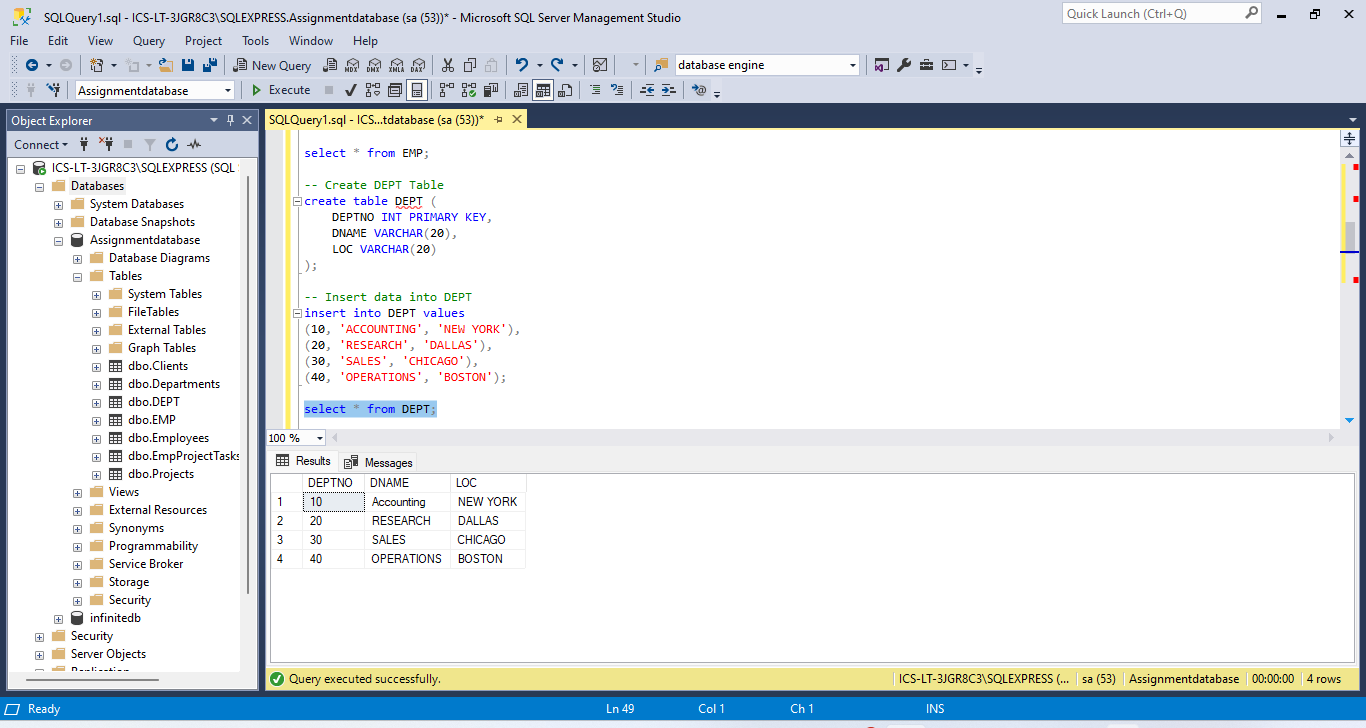 SQLQuery1.sql - ICS-LT-3JGR8C3\SQLEXPRESS.Assignmentdatabase (sa (53))* - Microsoft SQL Server Management Studio
Quick Launch (Ctrl+Q)
File Edit View Query Project Tools Window Help
New Query MDX DMX XMLA DAX
database engine
Assignmentdatabase
Execute
Object Explorer
Connect
ICS-LT-3JGR8C3\SQLEXPRESS (SQL
Databases
System Databases
Database Snapshots
Assignmentdatabase
Database Diagrams
Tables
System Tables
FileTables
External Tables
Graph Tables
dbo.Clients
dbo.Departments
dbo.DEPT
dbo.EMP
dbo.Employees
dbo.EmpProjectTasks
dbo.Projects
Views
External Resources
Synonyms
Programmability
Service Broker
Storage
Security
infinitedb
Security
Server Objects
Replication
SQLQuery1.sql - ICS...tdatabase (sa (53))*
select * from EMP;
-- Create DEPT Table
create table DEPT (
DEPTNO INT PRIMARY KEY,
DNAME VARCHAR(20),
LOC VARCHAR(20)
);
-- Insert data into DEPT
insert into DEPT values
(10, 'ACCOUNTING', 'NEW YORK'),
(20, 'RESEARCH', 'DALLAS'),
(30, 'SALES', 'CHICAGO'),
(40, 'OPERATIONS', 'BOSTON');
select * from DEPT;
100 %
Results Messages
DEPTNO DNAME LOC
1 10 Accounting NEW YORK
2 20 RESEARCH DALLAS
3 30 SALES CHICAGO
4 40 OPERATIONS BOSTON
Query executed successfully.
ICS-LT-3JGR8C3\SQLEXPRESS (... sa (53) Assignmentdatabase 00:00:00 4 rows
Ready Ln 49 Col 1 Ch 1 INS